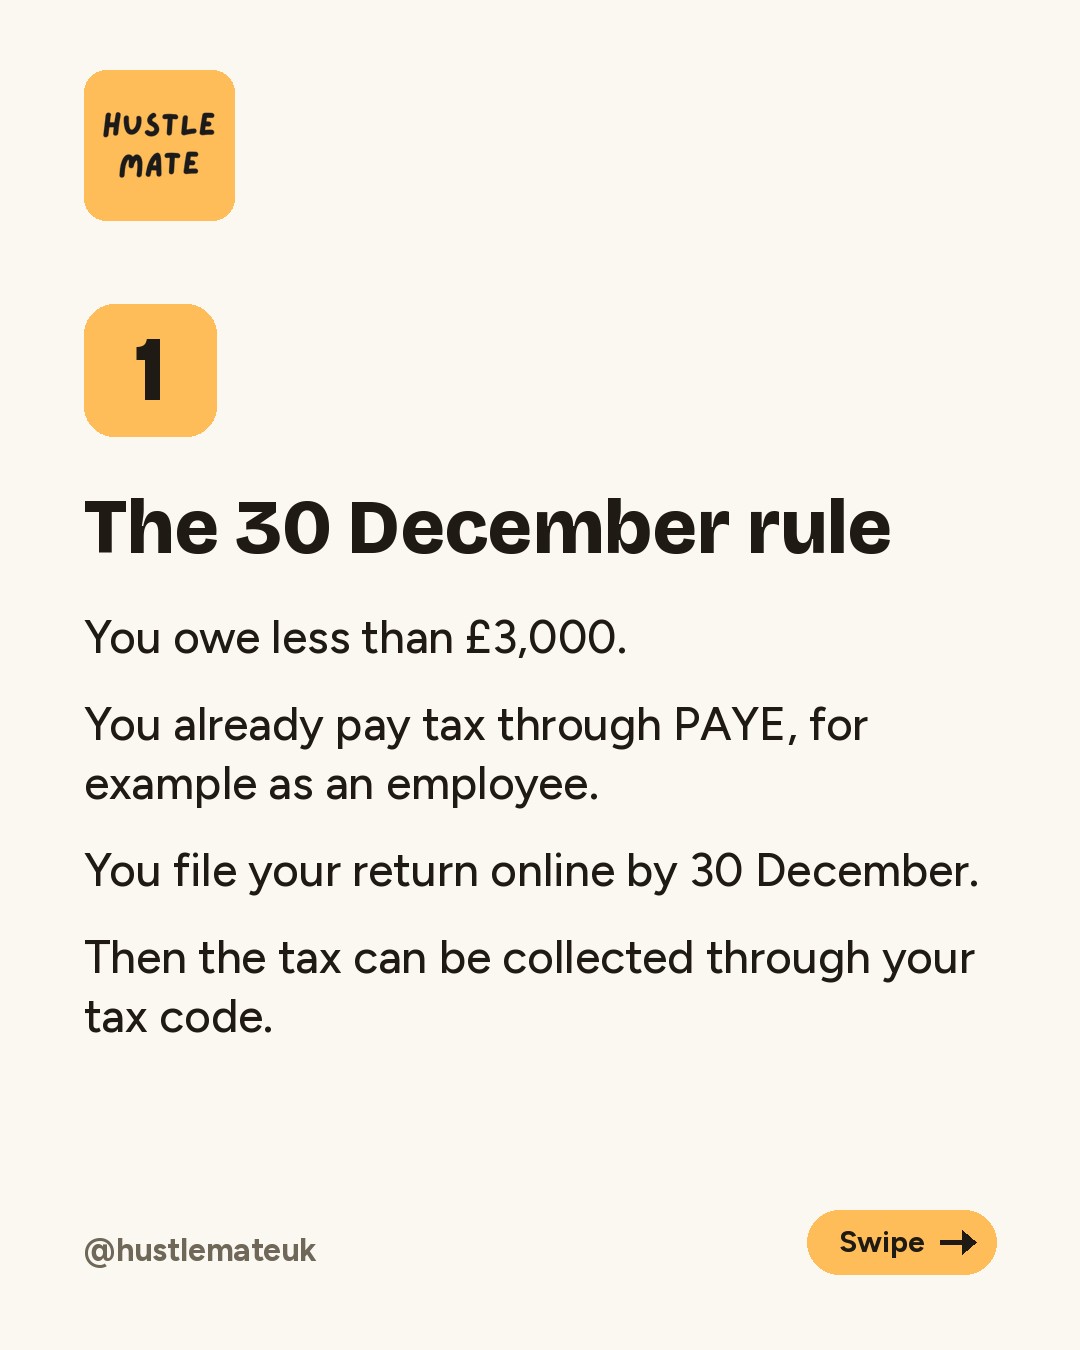 HUSTLE
MATE
1
The 30 December rule
You owe less than £3,000.
You already pay tax through PAYE, for
example as an employee.
You file your return online by 30 December.
Then the tax can be collected through your
tax code.
@hustlemateuk
Swipe →